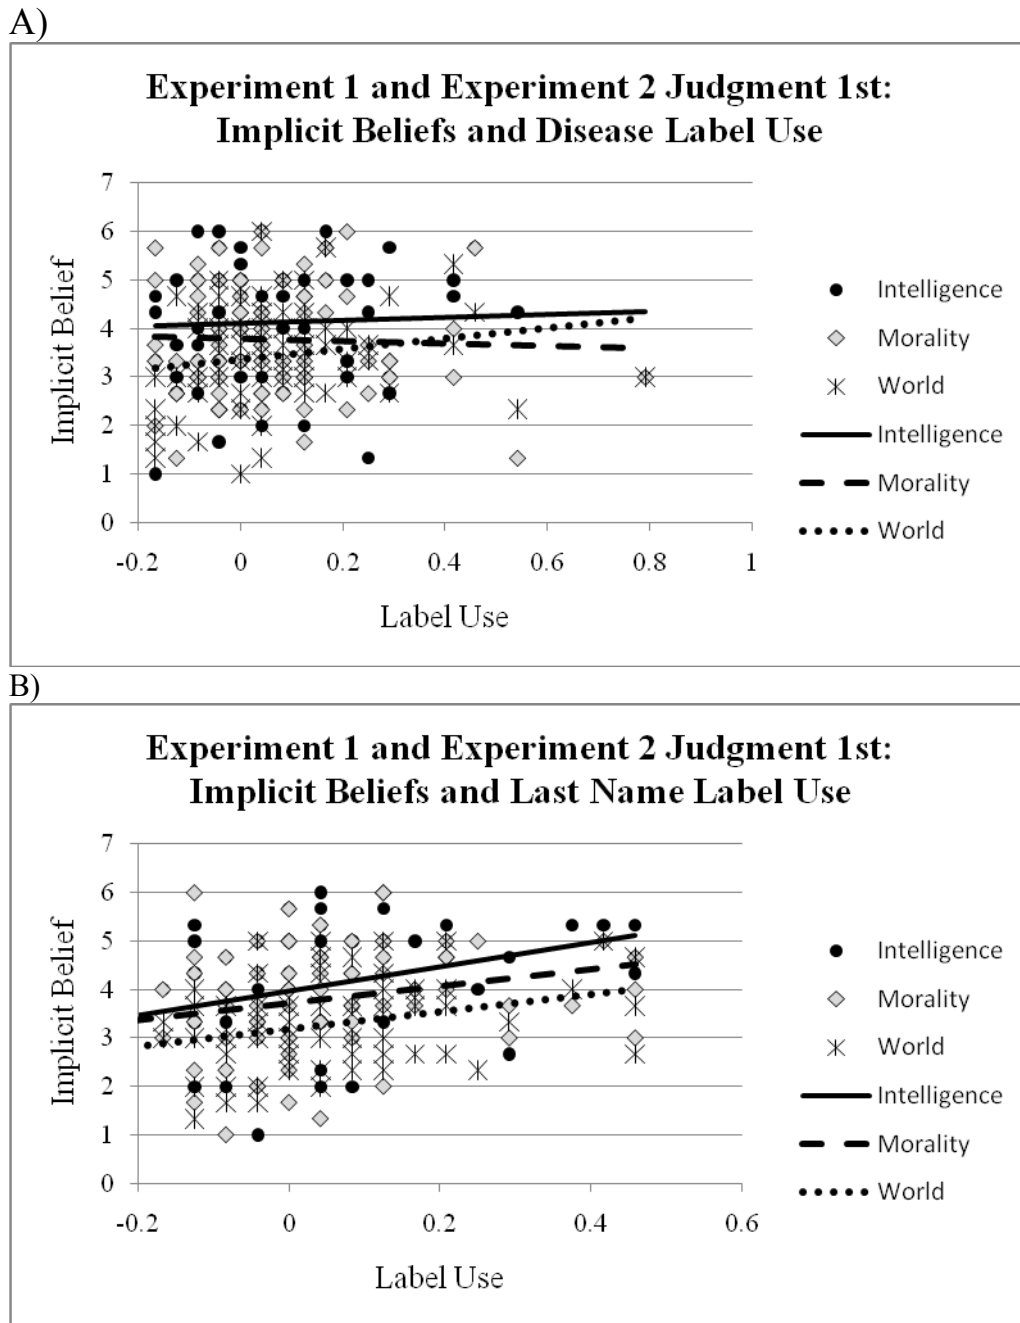 A)
Experiment 1 and Experiment 2 Judgment 1st:
Implicit Beliefs and Disease Label Use
7
6
5
4
3
2
1
0
Implicit Belief
-0.2 0 0.2 0.4 0.6 0.8 1
Label Use
Intelligence
Morality
World
Intelligence
Morality
World
B)
Experiment 1 and Experiment 2 Judgment 1st:
Implicit Beliefs and Last Name Label Use
7
6
5
4
3
2
1
0
Implicit Belief
-0.2 0 0.2 0.4 0.6
Label Use
Intelligence
Morality
World
Intelligence
Morality
World